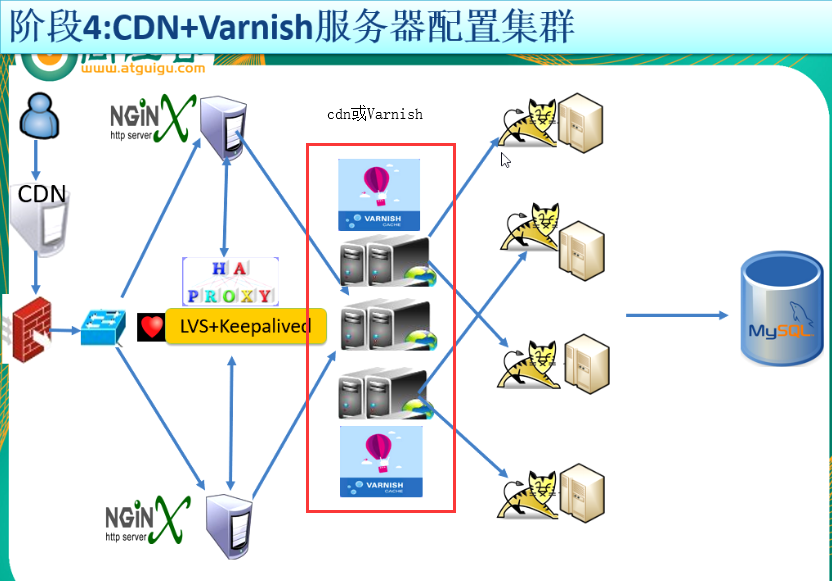 阶段4:CDN+Varnish服务器配置集群
www.atguigu.com
NGiNX
http server
cdn或Varnish
CDN
VARNISH
CACHE
HA
PROXY
LVS+Keepalived
MySQL
VARNISH
CACHE
NGiNX
http server